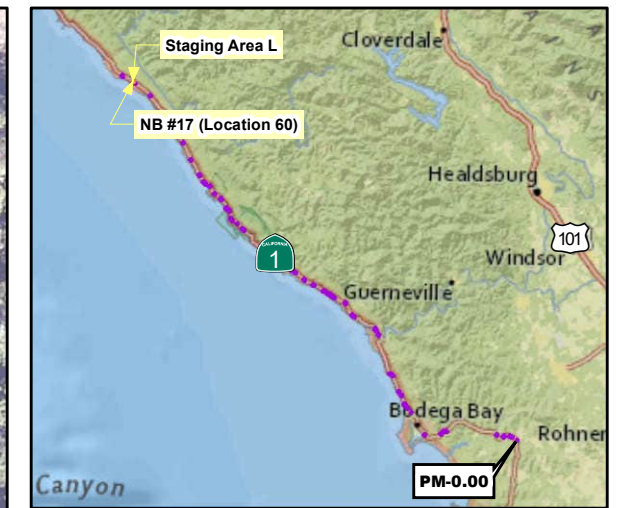 Cloverdale
Staging Area L
NB #17 (Location 60)
A I N S
Healdsburg
101
Windsor
CALIFORNIA
1
Guerneville
Bodega Bay
Rohner
PM-0.00
Canyon